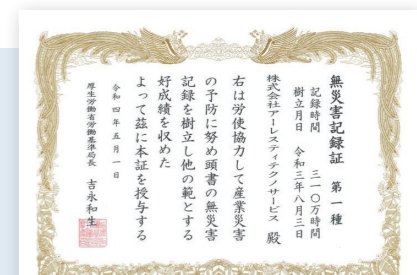 無災害記録証　第一種
記録時間　三一〇万時間
樹立月日　令和三年八月三日
株式会社アーレスティテクノサービス　殿
右は労使協力して産業災害
の予防に努め頭書の無災害
記録を樹立し他の範とする
好成績を収めた
よって茲に本証を授与する
令和四年五月一日
厚生労働省労働基準局長　吉永和生